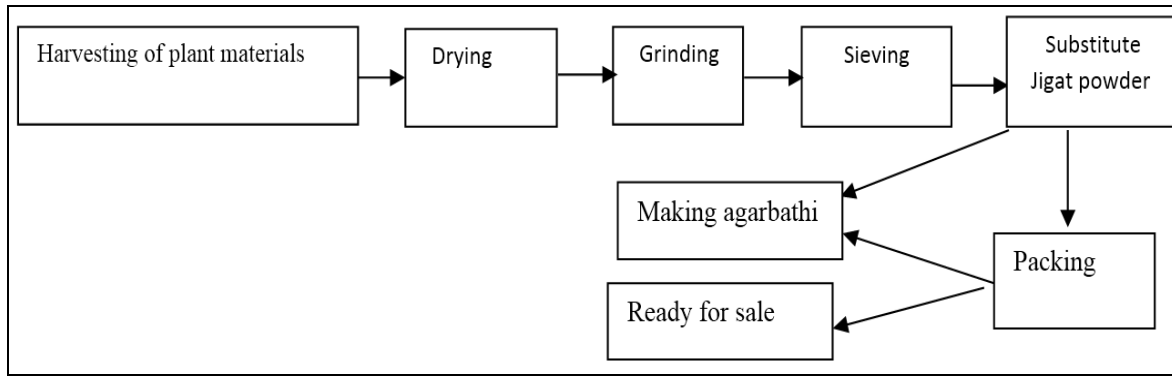 Harvesting of plant materials
Drying
Grinding
Sieving
Substitute
Jigat powder
Making agarbathi
Packing
Ready for sale